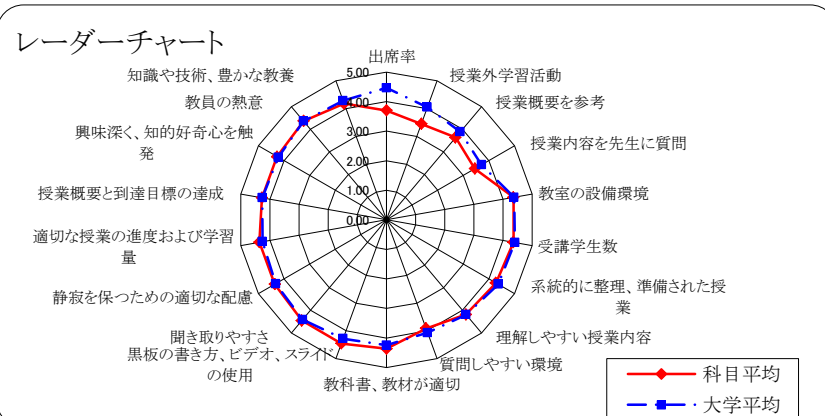 レーダーチャート
出席率
授業外学習活動
授業概要を参考
授業内容を先生に質問
教室の設備環境
受講学生数
系統的に整理、準備された授
業
理解しやすい授業内容
質問しやすい環境
教科書、教材が適切
黒板の書き方、ビデオ、スライド
の使用
聞き取りやすさ
静寂を保つための適切な配慮
適切な授業の進度および学習
量
授業概要と到達目標の達成
興味深く、知的好奇心を触
発
教員の熱意
知識や技術、豊かな教養
5.00
4.00
3.00
2.00
1.00
0.00
科目平均
大学平均